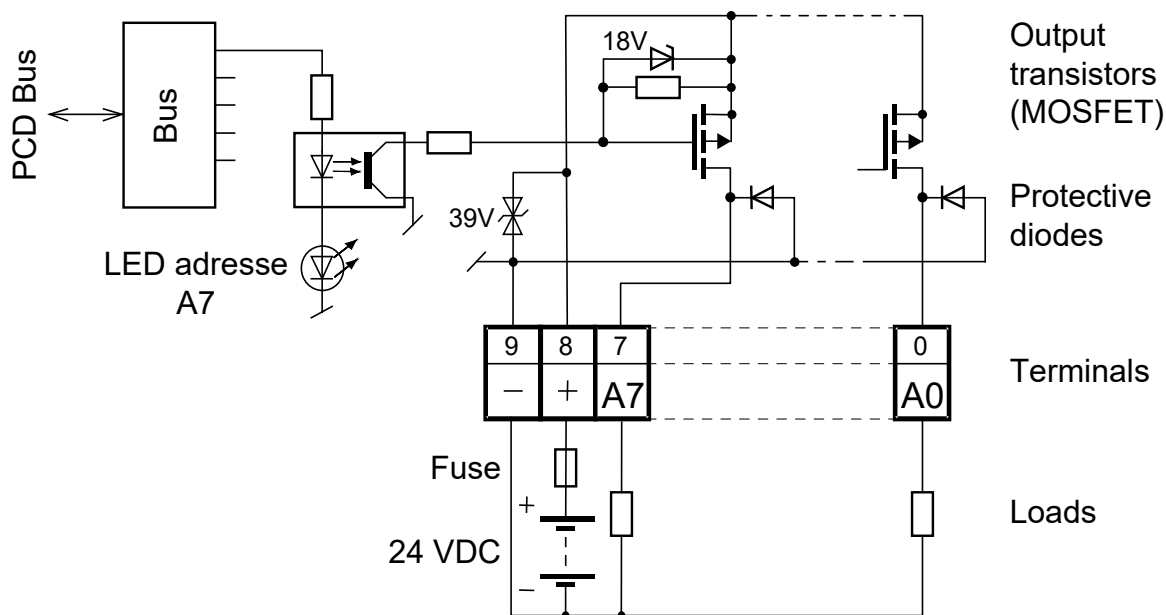 PCD Bus
Bus
LED adresse
A7
18V
39V
Output
transistors
(MOSFET)
Protective
diodes
9
8
7
0
−
+
A7
A0
Terminals
Fuse
+
24 VDC
−
Loads